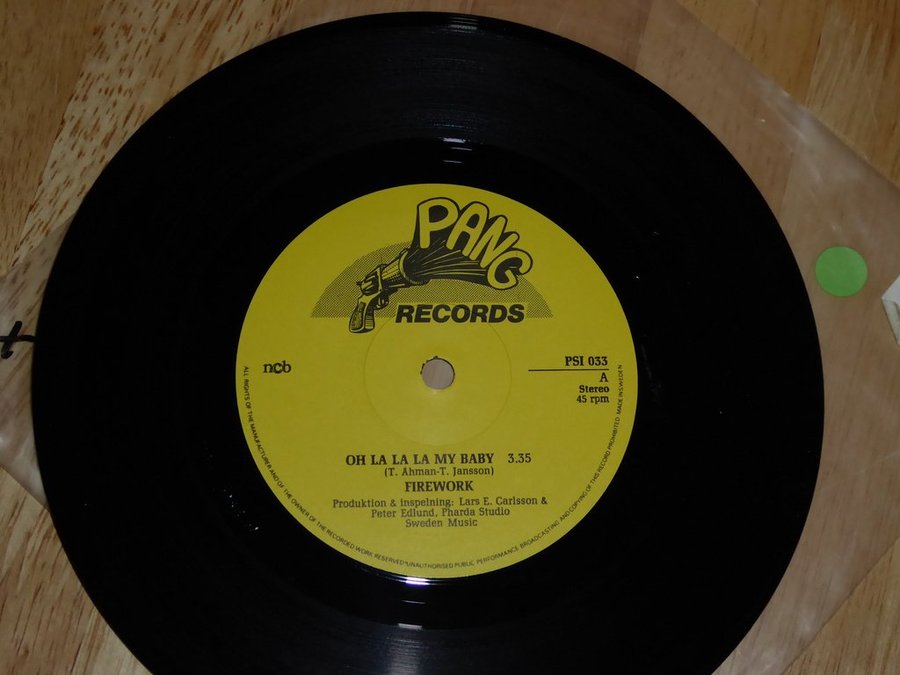 PANG
RECORDS
ncb
PSI 033
A
Stereo
45 rpm
OH LA LA LA MY BABY 3.35
(T. Ahman-T. Jansson)
FIREWORK
Produktion & inspelning: Lars E. Carlsson &
Peter Edlund, Pharda Studio
Sweden Music
ALL RIGHTS OF THE MANUFACTURER AND OF THE OWNER OF THE RECORDED WORK RESERVED*UNAUTHORISED PUBLIC PERFORMANCE BROADCASTING AND COPYING OF THIS RECORD PROHIBITED MADE IN SWEDEN